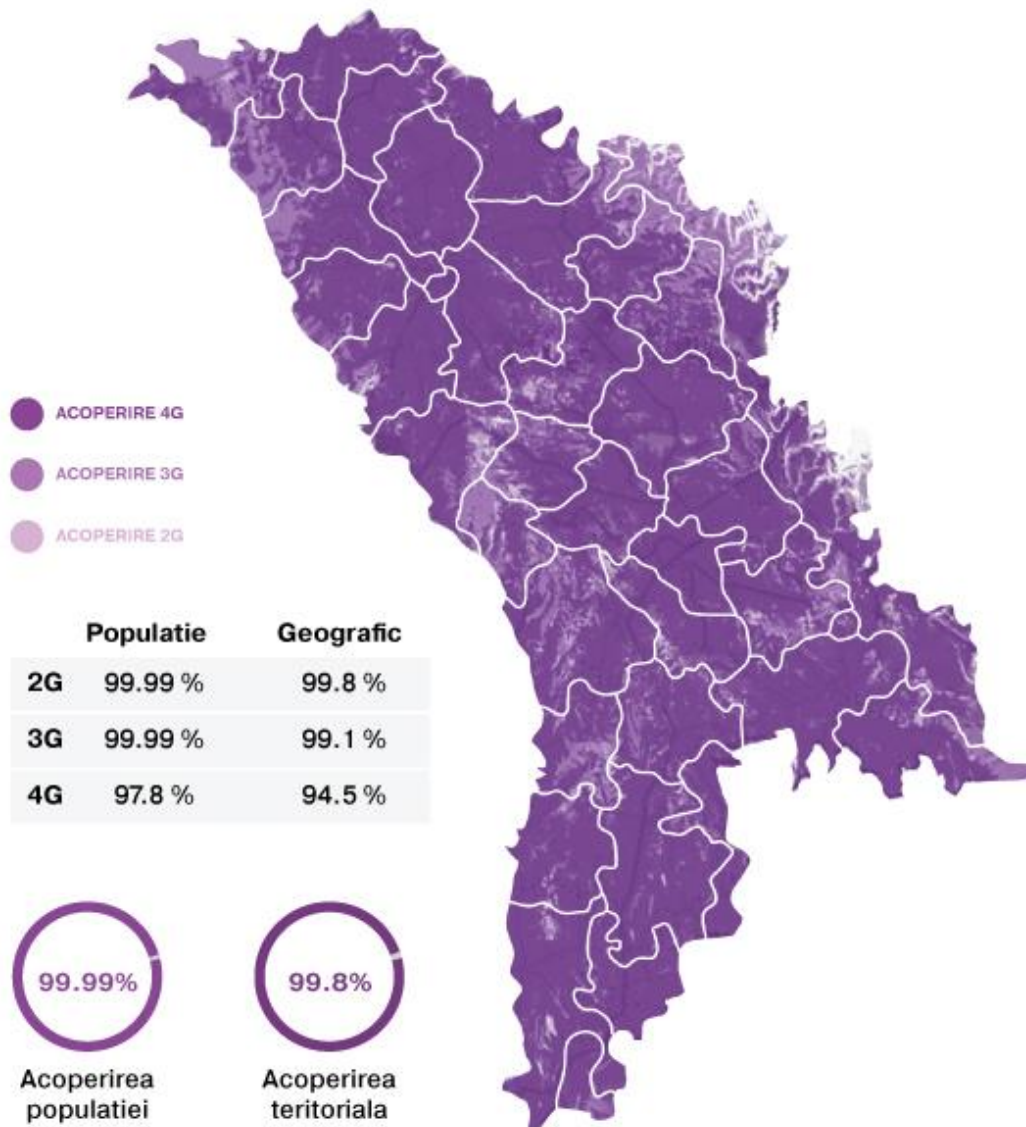 ACOPERIRE 4G
ACOPERIRE 3G
ACOPERIRE 2G
Populatie Geografic
2G 99.99 % 99.8 %
3G 99.99 % 99.1 %
4G 97.8 % 94.5 %
99.99% 99.8%
Acoperirea Acoperirea
populatiei teritoriala